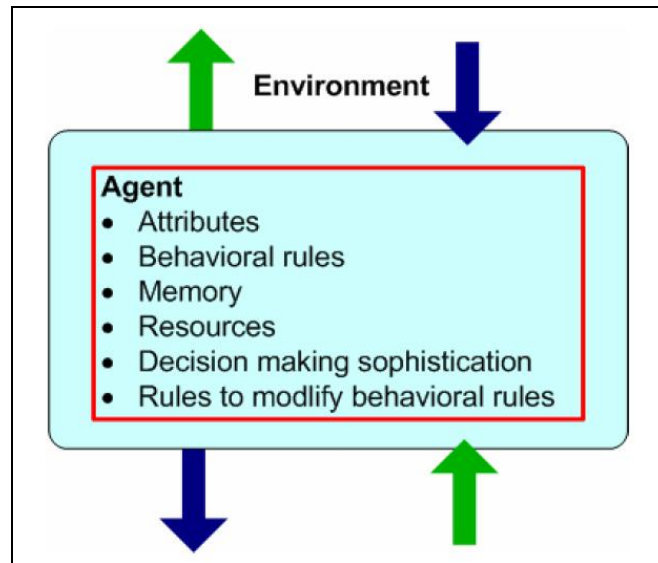 Environment
Agent
• Attributes
• Behavioral rules
• Memory
• Resources
• Decision making sophistication
• Rules to modlify behavioral rules